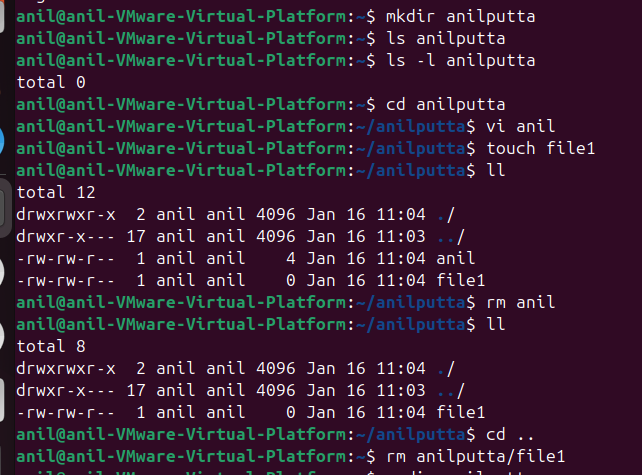 anil@anil-VMware-Virtual-Platform:~$ mkdir anilputta
anil@anil-VMware-Virtual-Platform:~$ ls anilputta
anil@anil-VMware-Virtual-Platform:~$ ls -l anilputta
total 0
anil@anil-VMware-Virtual-Platform:~$ cd anilputta
anil@anil-VMware-Virtual-Platform:~/anilputta$ vi anil
anil@anil-VMware-Virtual-Platform:~/anilputta$ touch file1
anil@anil-VMware-Virtual-Platform:~/anilputta$ ll
total 12
drwxrwxr-x  2 anil anil 4096 Jan 16 11:04 ./
drwxr-x--- 17 anil anil 4096 Jan 16 11:03 ../
-rw-rw-r--  1 anil anil    4 Jan 16 11:04 anil
-rw-rw-r--  1 anil anil    0 Jan 16 11:04 file1
anil@anil-VMware-Virtual-Platform:~/anilputta$ rm anil
anil@anil-VMware-Virtual-Platform:~/anilputta$ ll
total 8
drwxrwxr-x  2 anil anil 4096 Jan 16 11:04 ./
drwxr-x--- 17 anil anil 4096 Jan 16 11:03 ../
-rw-rw-r--  1 anil anil    0 Jan 16 11:04 file1
anil@anil-VMware-Virtual-Platform:~/anilputta$ cd ..
anil@anil-VMware-Virtual-Platform:~$ rm anilputta/file1